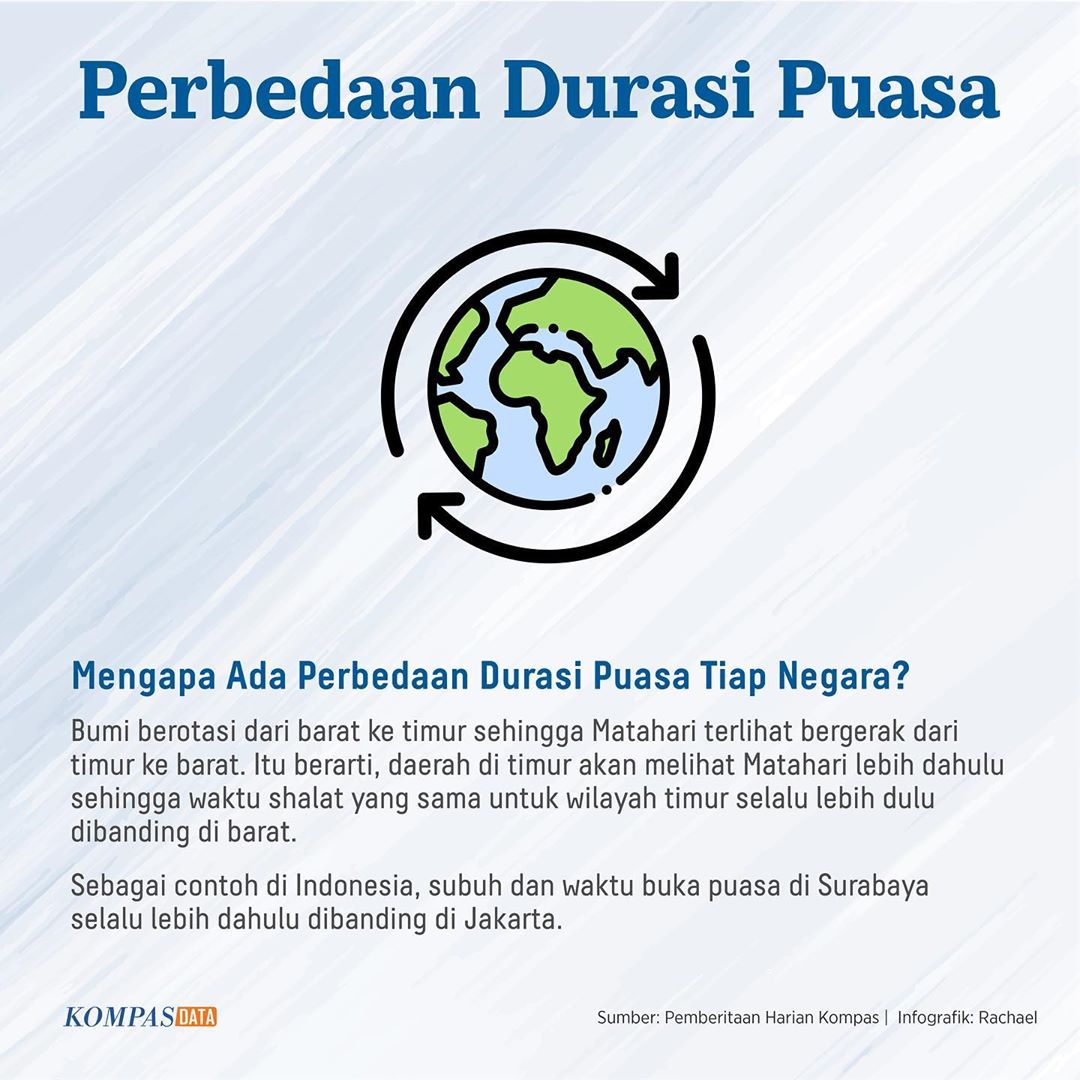 Perbedaan Durasi Puasa
Mengapa Ada Perbedaan Durasi Puasa Tiap Negara?
Bumi berotasi dari barat ke timur sehingga Matahari terlihat bergerak dari
timur ke barat. Itu berarti, daerah di timur akan melihat Matahari lebih dahulu
sehingga waktu shalat yang sama untuk wilayah timur selalu lebih dulu
dibanding di barat.
Sebagai contoh di Indonesia, subuh dan waktu buka puasa di Surabaya
selalu lebih dahulu dibanding di Jakarta.
KOMPAS DATA
Sumber: Pemberitaan Harian Kompas | Infografik: Rachael